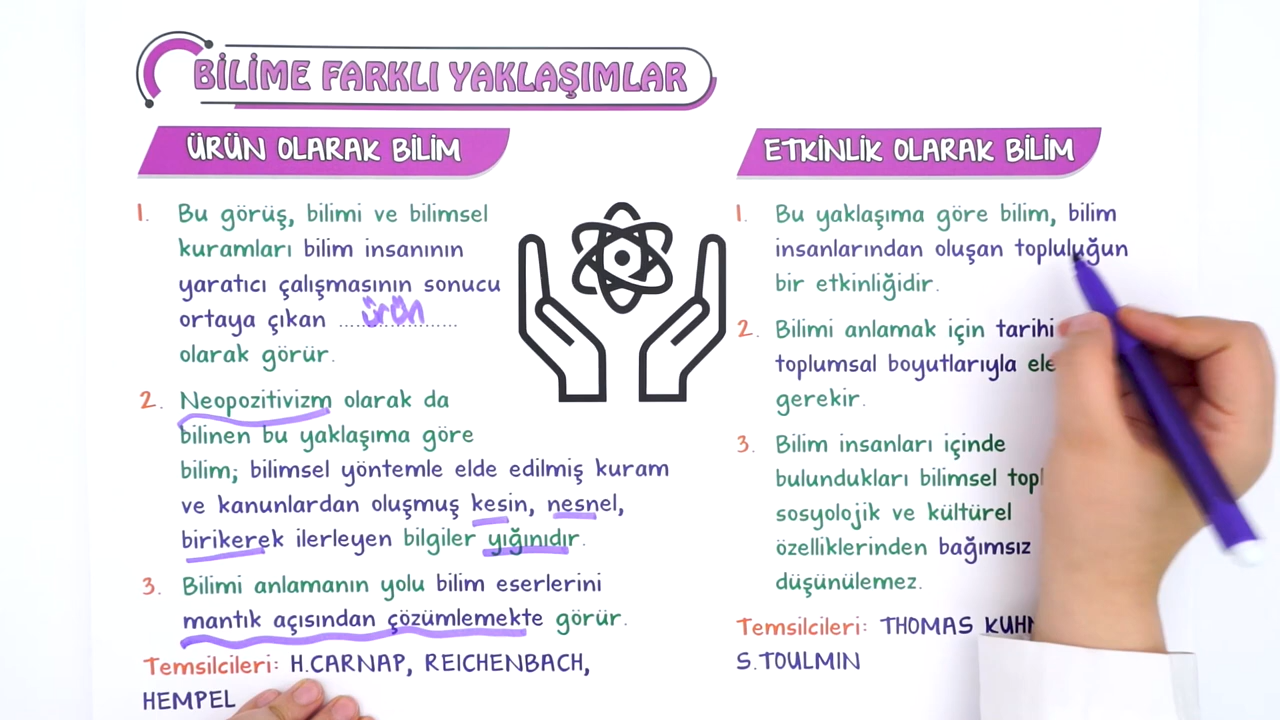 BİLİME FARKLI YAKLAŞIMLAR
ÜRÜN OLARAK BİLİM
1. Bu görüş, bilimi ve bilimsel
kuramları bilim insanının
yaratıcı çalışmasının sonucu
ortaya çıkan ürün
olarak görür.
2. Neopozitivizm olarak da
bilinen bu yaklaşıma göre
bilim; bilimsel yöntemle elde edilmiş kuram
ve kanunlardan oluşmuş kesin, nesnel,
birikerek ilerleyen bilgiler yığınıdır.
3. Bilimi anlamanın yolu bilim eserlerini
mantık açısından çözümlemekte görür.
Temsilcileri: H.CARNAP, REICHENBACH,
HEMPEL
ETKİNLİK OLARAK BİLİM
1. Bu yaklaşıma göre bilim, bilim
insanlarından oluşan topluluğun
bir etkinliğidir.
2. Bilimi anlamak için tarihi
toplumsal boyutlarıyla
gerekir.
3. Bilim insanları içinde
bulundukları bilimsel
sosyolojik ve kültürel
özelliklerinden bağımsız
düşünülemez.
Temsilcileri: THOMAS KUHN
S.TOULMIN